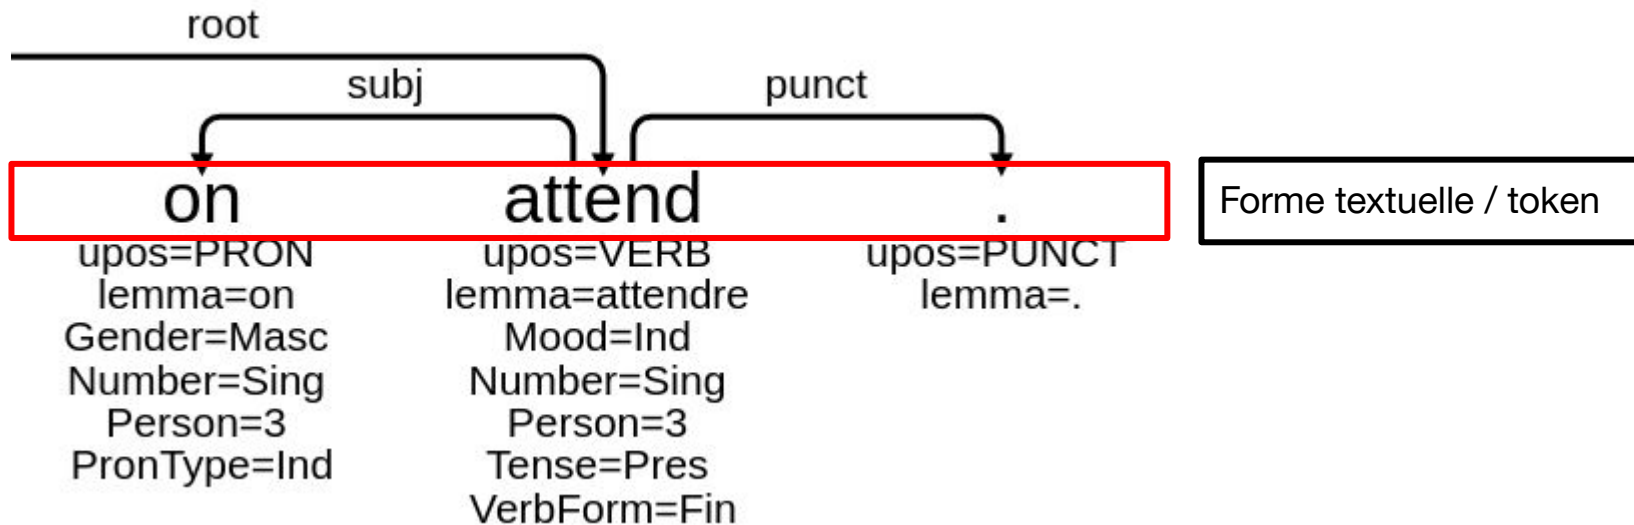 root
subj punct
on attend . Forme textuelle / token
upos=PRON upos=VERB upos=PUNCT
lemma=on lemma=attendre lemma=.
Gender=Masc Mood=Ind
Number=Sing Number=Sing
Person=3 Person=3
PronType=Ind Tense=Pres
VerbForm=Fin